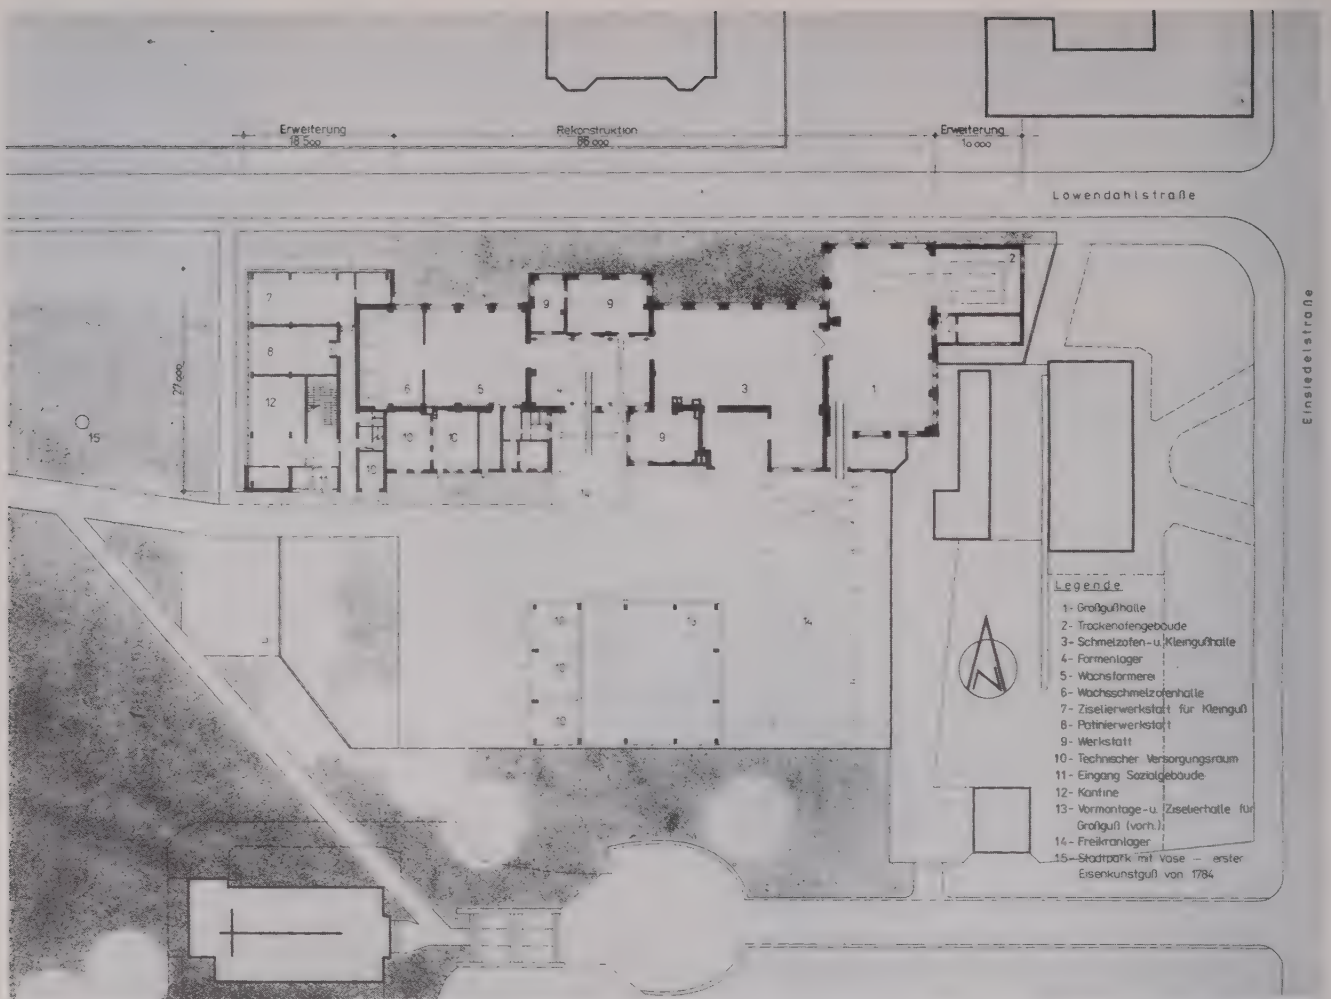 Erweiterung
18 500
Rekonstruktion
86 000
Erweiterung
10 000
Löwendahlstraße
Einsiedelstraße
27 000
7
8
12
6
5
9
9
4
3
1
2
10
10
10
9
15
14
14
10
10
10
13
Legende
1- Großgußhalle
2- Trockenofengebäude
3- Schmelzofen-u. Kleingußhalle
4- Formenlager
5- Wachsformerei
6- Wachsschmelzofenhalle
7- Ziselierwerkstatt für Kleinguß
8- Patinierwerkstatt
9- Werkstatt
10- Technischer Versorgungsraum
11- Eingang Sozialgebäude
12- Kantine
13- Vormontage-u. Ziselierhalle für
Großguß (vorh.)
14- Freikranlager
15- Stadtpark mit Vase - erster
Eisenkunstguß von 1784